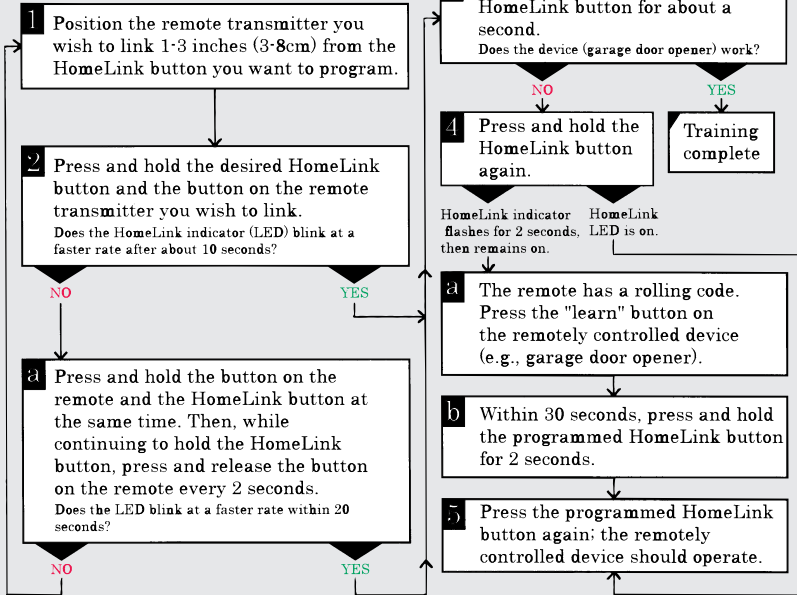 1
Position the remote transmitter you
wish to link 1-3 inches (3-8cm) from the
HomeLink button you want to program.
2
Press and hold the desired HomeLink
button and the button on the remote
transmitter you wish to link.
Does the HomeLink indicator (LED) blink at a
faster rate after about 10 seconds?
NO
YES
a
Press and hold the button on the
remote and the HomeLink button at
the same time. Then, while
continuing to hold the HomeLink
button, press and release the button
on the remote every 2 seconds.
Does the LED blink at a faster rate within 20
seconds?
NO
YES
HomeLink button for about a
second.
Does the device (garage door opener) work?
NO
YES
4
Press and hold the
HomeLink button
again.
Training
complete
HomeLink indicator
flashes for 2 seconds,
then remains on.
HomeLink
LED is on.
a
The remote has a rolling code.
Press the "learn" button on
the remotely controlled device
(e.g., garage door opener).
b
Within 30 seconds, press and hold
the programmed HomeLink button
for 2 seconds.
5
Press the programmed HomeLink
button again; the remotely
controlled device should operate.